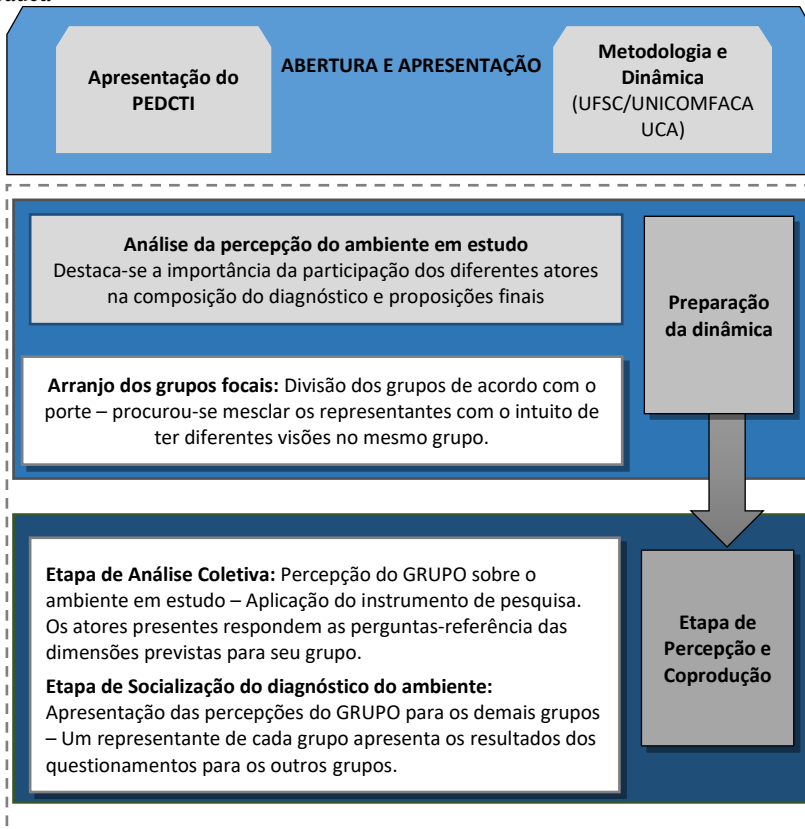 Apresentação do
PEDCTI
ABERTURA E APRESENTAÇÃO
Metodologia e
Dinâmica
(UFSC/UNICOMFACA
UCA)
Análise da percepção do ambiente em estudo
Destaca-se a importância da participação dos diferentes atores
na composição do diagnóstico e proposições finais
Preparação
da dinâmica
Arranjo dos grupos focais: Divisão dos grupos de acordo com o
porte – procurou-se mesclar os representantes com o intuito de
ter diferentes visões no mesmo grupo.
Etapa de Análise Coletiva: Percepção do GRUPO sobre o
ambiente em estudo – Aplicação do instrumento de pesquisa.
Os atores presentes respondem as perguntas-referência das
dimensões previstas para seu grupo.
Etapa de Socialização do diagnóstico do ambiente:
Apresentação das percepções do GRUPO para os demais grupos
– Um representante de cada grupo apresenta os resultados dos
questionamentos para os outros grupos.
Etapa de
Percepção e
Coprodução